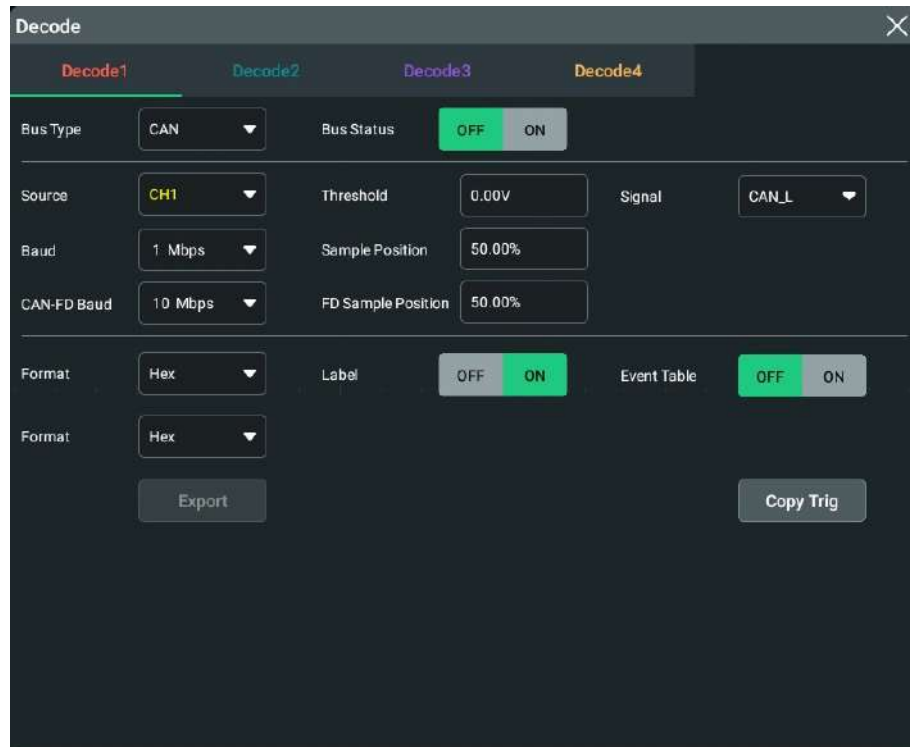 Decode
Decode1 Decode2 Decode3 Decode4
Bus Type CAN Bus Status OFF ON
Source CH1 Threshold 0.00V Signal CAN_L
Baud 1 Mbps Sample Position 50.00%
CAN-FD Baud 10 Mbps FD Sample Position 50.00%
Format Hex Label OFF ON Event Table OFF ON
Format Hex
Export Copy Trig